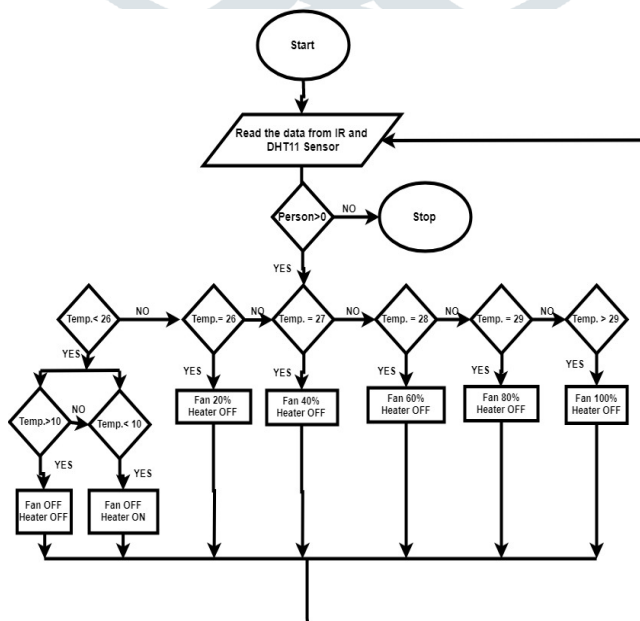 Start
Read the data from IR and
DHT11 Sensor
Person>0
NO
Stop
YES
Temp.< 26
NO
Temp.= 26
NO
Temp. = 27
NO
Temp. = 28
NO
Temp. = 29
NO
Temp. > 29
YES
YES
YES
YES
YES
YES
Fan 20%
Heater OFF
Fan 40%
Heater OFF
Fan 60%
Heater OFF
Fan 80%
Heater OFF
Fan 100%
Heater OFF
Temp.>10
NO
Temp.< 10
YES
YES
Fan OFF
Heater OFF
Fan OFF
Heater ON